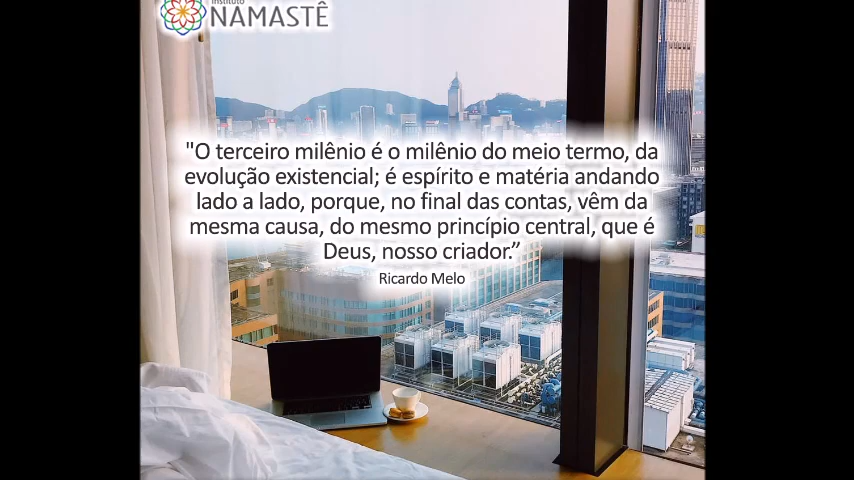 Instituto
NAMASTÊ
"O terceiro milênio é o milênio do meio termo, da
evolução existencial; é espírito e matéria andando
lado a lado, porque, no final das contas, vêm da
mesma causa, do mesmo princípio central, que é
Deus, nosso criador.”
Ricardo Melo